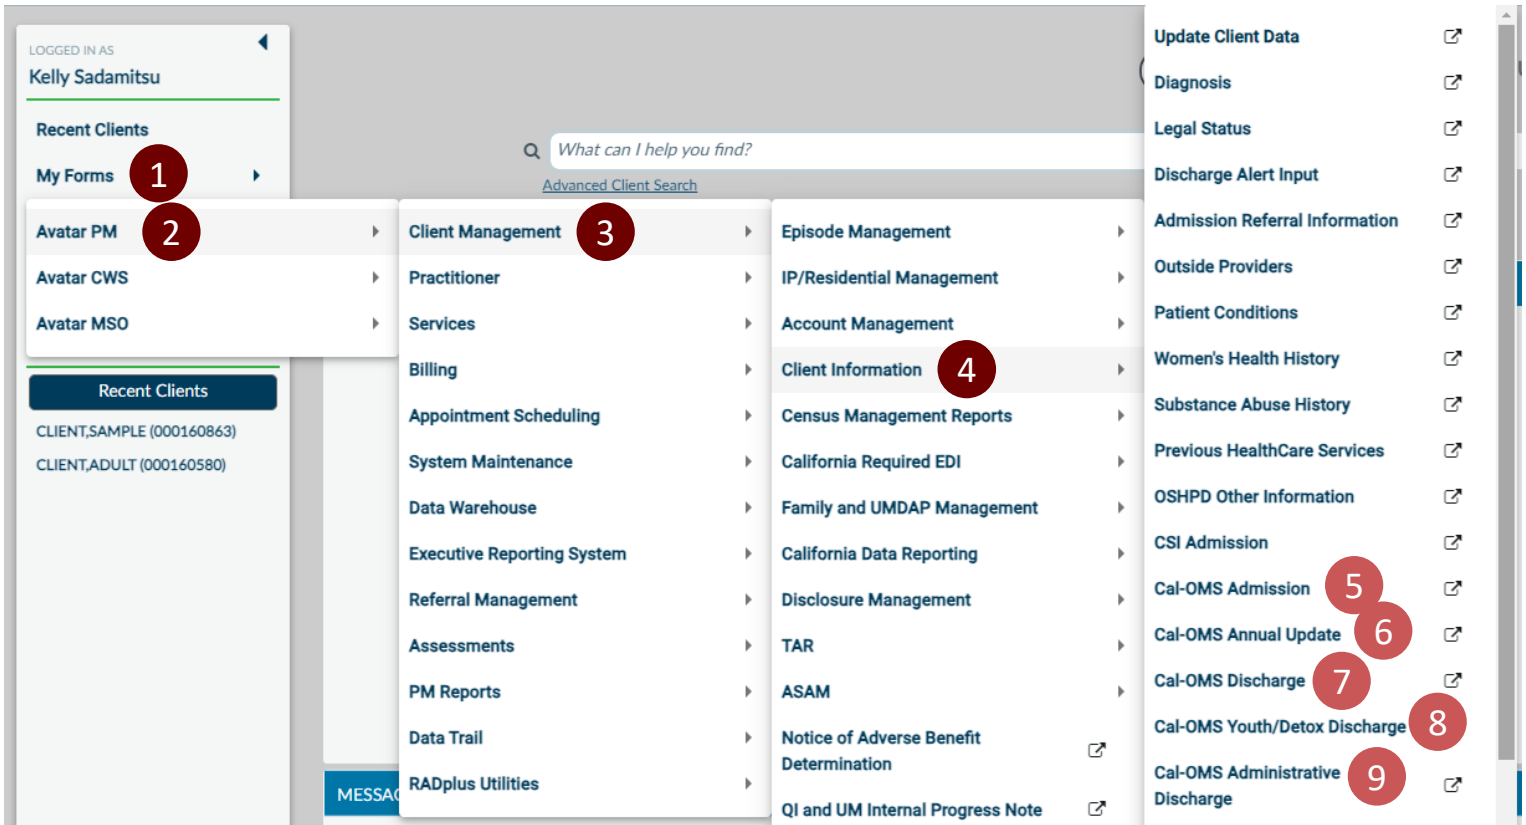 LOGGED IN AS
Kelly Sadamitsu
Recent Clients
My Forms 1
What can I help you find?
Advanced Client Search
Avatar PM 2
Avatar CWS
Avatar MSO
Recent Clients
CLIENT,SAMPLE (000160863)
CLIENT,ADULT (000160580)
Client Management 3
Practitioner
Services
Billing
Appointment Scheduling
System Maintenance
Data Warehouse
Executive Reporting System
Referral Management
Assessments
PM Reports
Data Trail
RADplus Utilities
Episode Management
IP/Residential Management
Account Management
Client Information 4
Census Management Reports
California Required EDI
Family and UMDAP Management
California Data Reporting
Disclosure Management
TAR
ASAM
Notice of Adverse Benefit
Determination
QI and UM Internal Progress Note
Update Client Data
Diagnosis
Legal Status
Discharge Alert Input
Admission Referral Information
Outside Providers
Patient Conditions
Women's Health History
Substance Abuse History
Previous HealthCare Services
OSHPD Other Information
CSI Admission
Cal-OMS Admission 5
Cal-OMS Annual Update 6
Cal-OMS Discharge 7
Cal-OMS Youth/Detox Discharge 8
Cal-OMS Administrative 9
Discharge